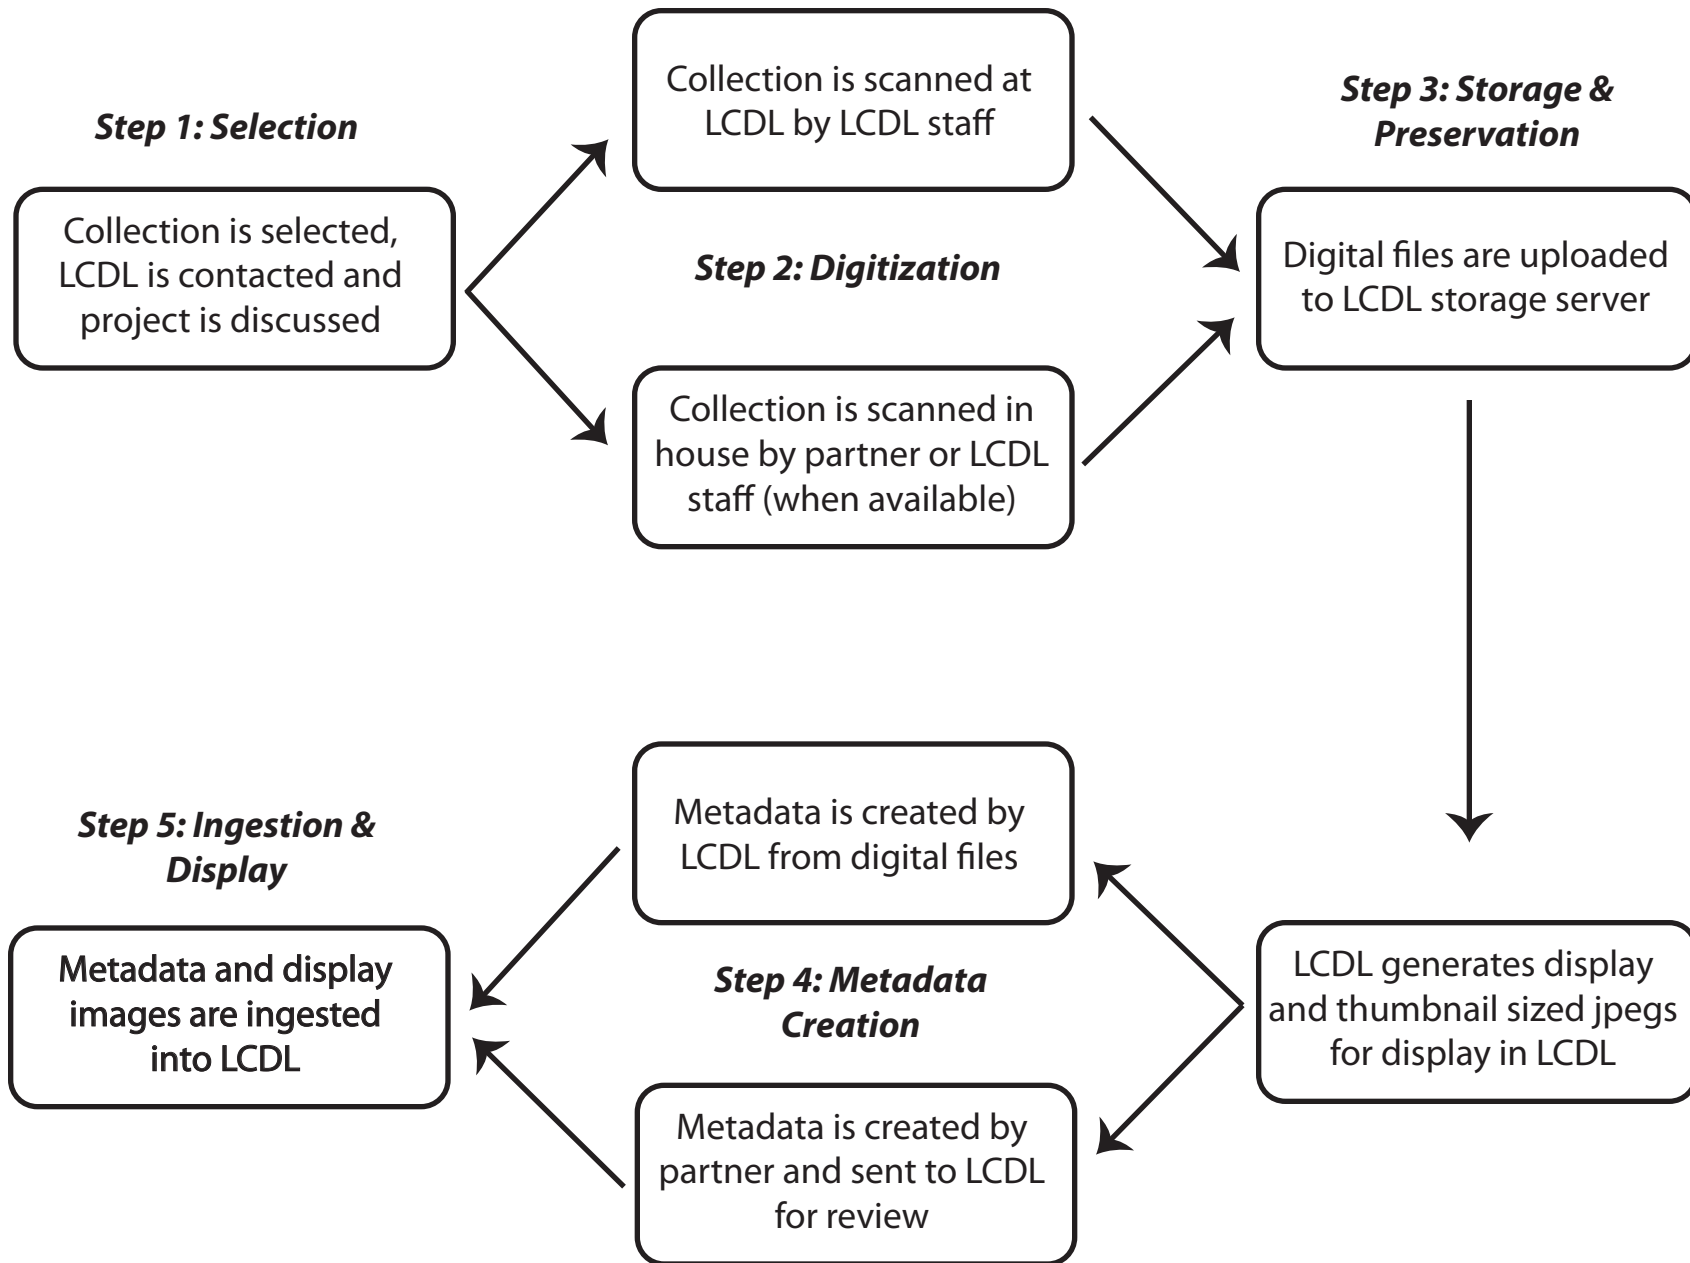 Step 1: Selection
Collection is selected,
LCDL is contacted and
project is discussed
Collection is scanned at
LCDL by LCDL staff
Step 2: Digitization
Collection is scanned in
house by partner or LCDL
staff (when available)
Step 3: Storage &
Preservation
Digital files are uploaded
to LCDL storage server
LCDL generates display
and thumbnail sized jpegs
for display in LCDL
Metadata is created by
LCDL from digital files
Step 4: Metadata
Creation
Metadata is created by
partner and sent to LCDL
for review
Step 5: Ingestion &
Display
Metadata and display
images are ingested
into LCDL